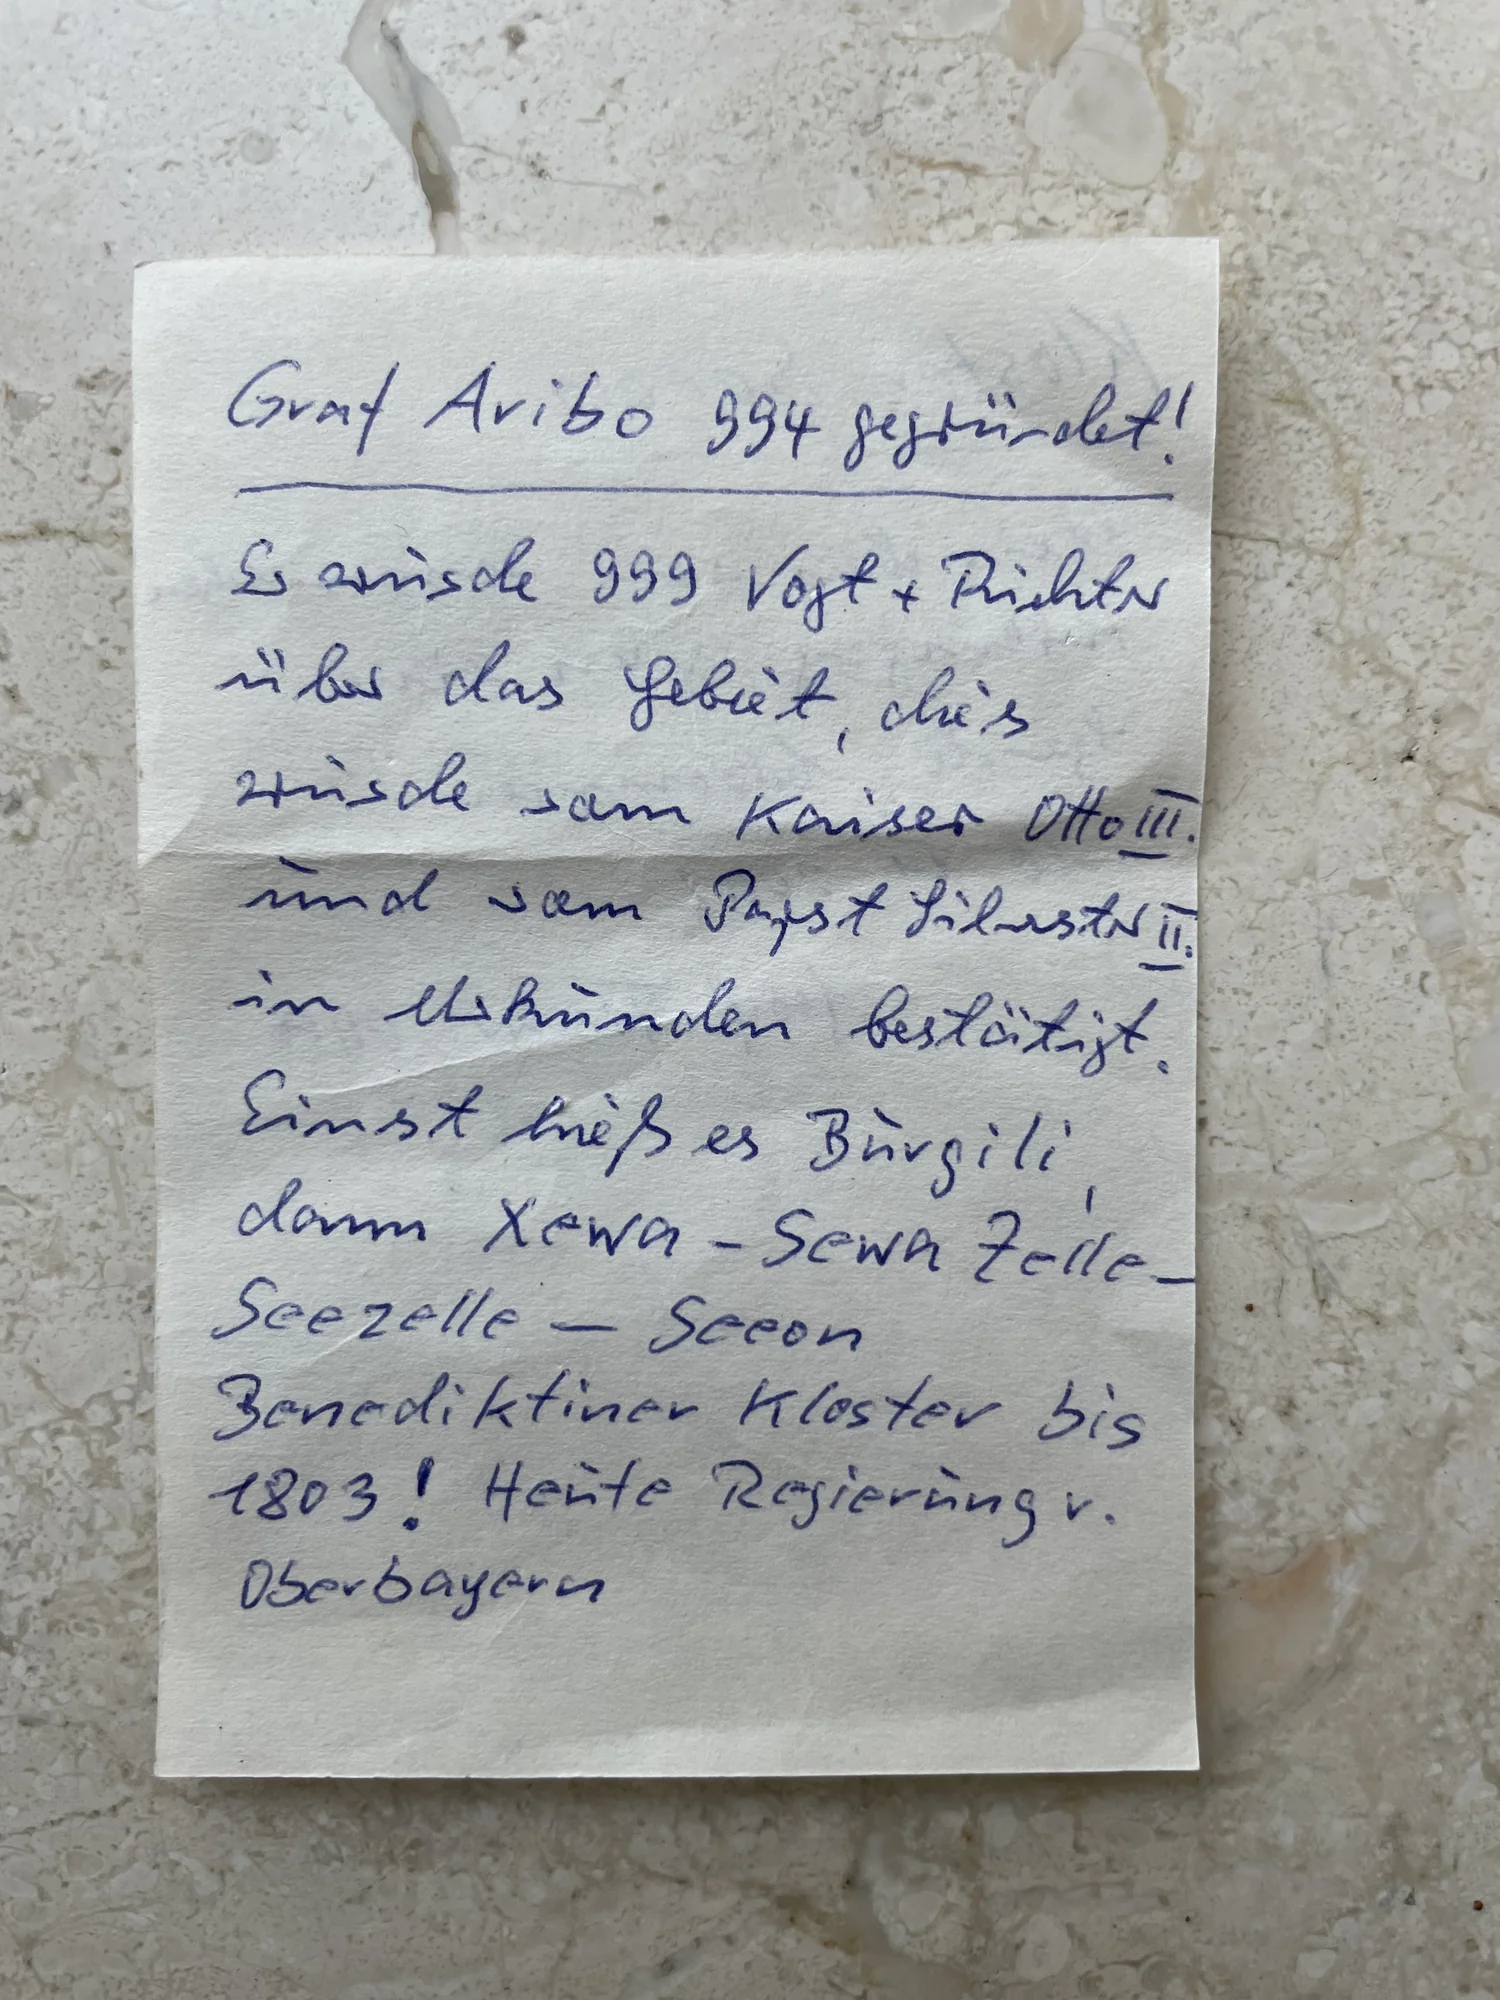 Graf Aribo 994 gegründet!
Er wurde 999 Vogt + Richter
über das Gebiet, dies
wurde vom Kaiser Otto III.
und vom Papst Silvester II.
in Urkunden bestätigt.
Einst hieß es Burgili,
dann Xewa – Sewa Zelle –
Seezelle – Seeon
Benediktiner Kloster bis
1803! Heute Regierung v.
Oberbayern